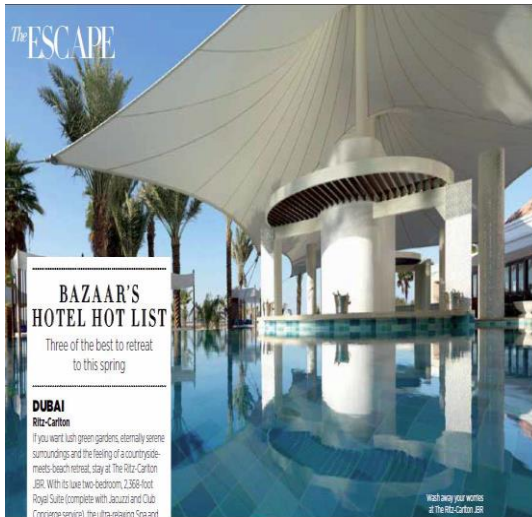 The ESCAPE
BAZAAR'S
HOTEL HOT LIST
Three of the best to retreat
to this spring
DUBAI
Ritz-Carlton
If you want lush green gardens, eternally serene
surroundings and the feeling of a countryside-
meets-beach retreat, stay at The Ritz-Carlton
JBR. With its luxe two-bedroom, 2,368-foot
Royal Suite (complete with Jacuzzi and Club
Concierge service), the ultra-relaxing Spa and
Wash away your worries
at The Ritz-Carlton JBR